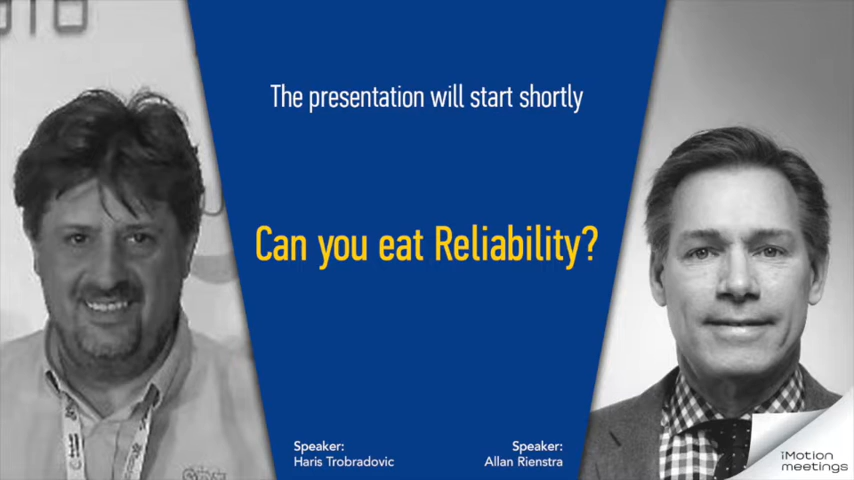 The presentation will start shortly
Can you eat Reliability?
Speaker:
Haris Trobradovic
Speaker:
Allan Rienstra
iMotion
meetings